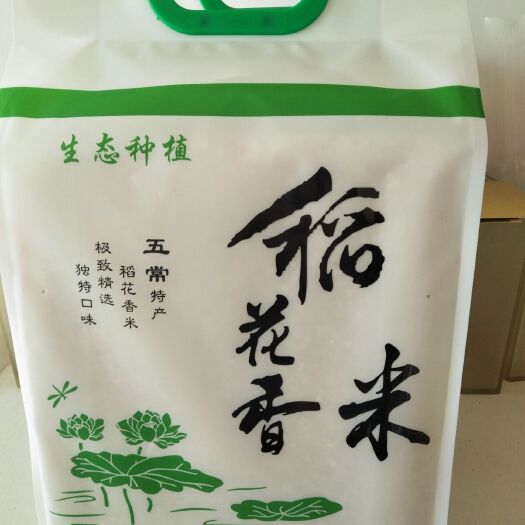 生态种植
稻花香米
五常特产
稻花香米
极致精选
独特口味